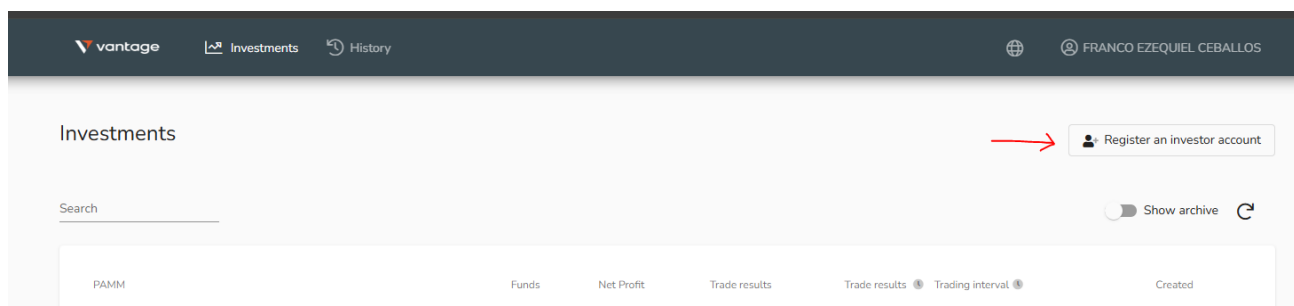 vantage Investments History FRANCO EZEQUIEL CEBALLOS
Investments
Register an investor account
Search
Show archive
PAMM Funds Net Profit Trade results Trade results Trading interval Created